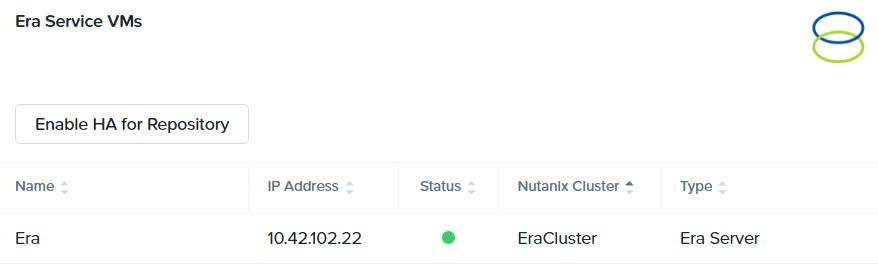 Era Service VMs
Enable HA for Repository
Name IP Address Status Nutanix Cluster Type
Era 10.42.102.22 EraCluster Era Server